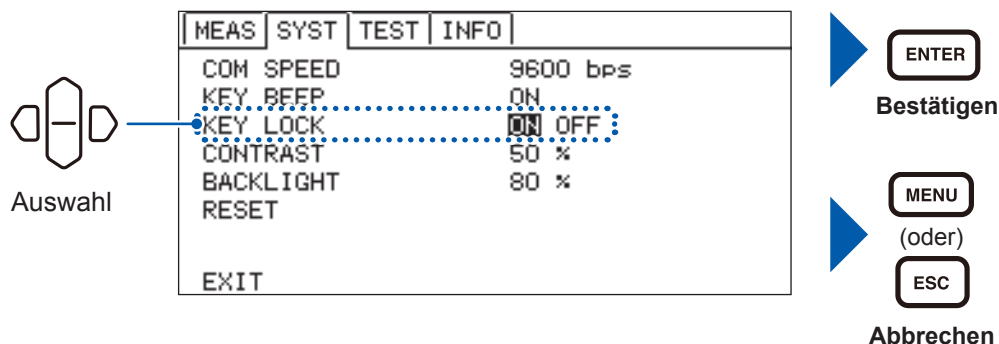 MEAS SYST TEST INFO
COM SPEED 9600 bps
KEY BEEP ON
KEY LOCK ON OFF
CONTRAST 50 %
BACKLIGHT 80 %
RESET
EXIT
Auswahl
ENTER
Bestätigen
MENU
(oder)
ESC
Abbrechen